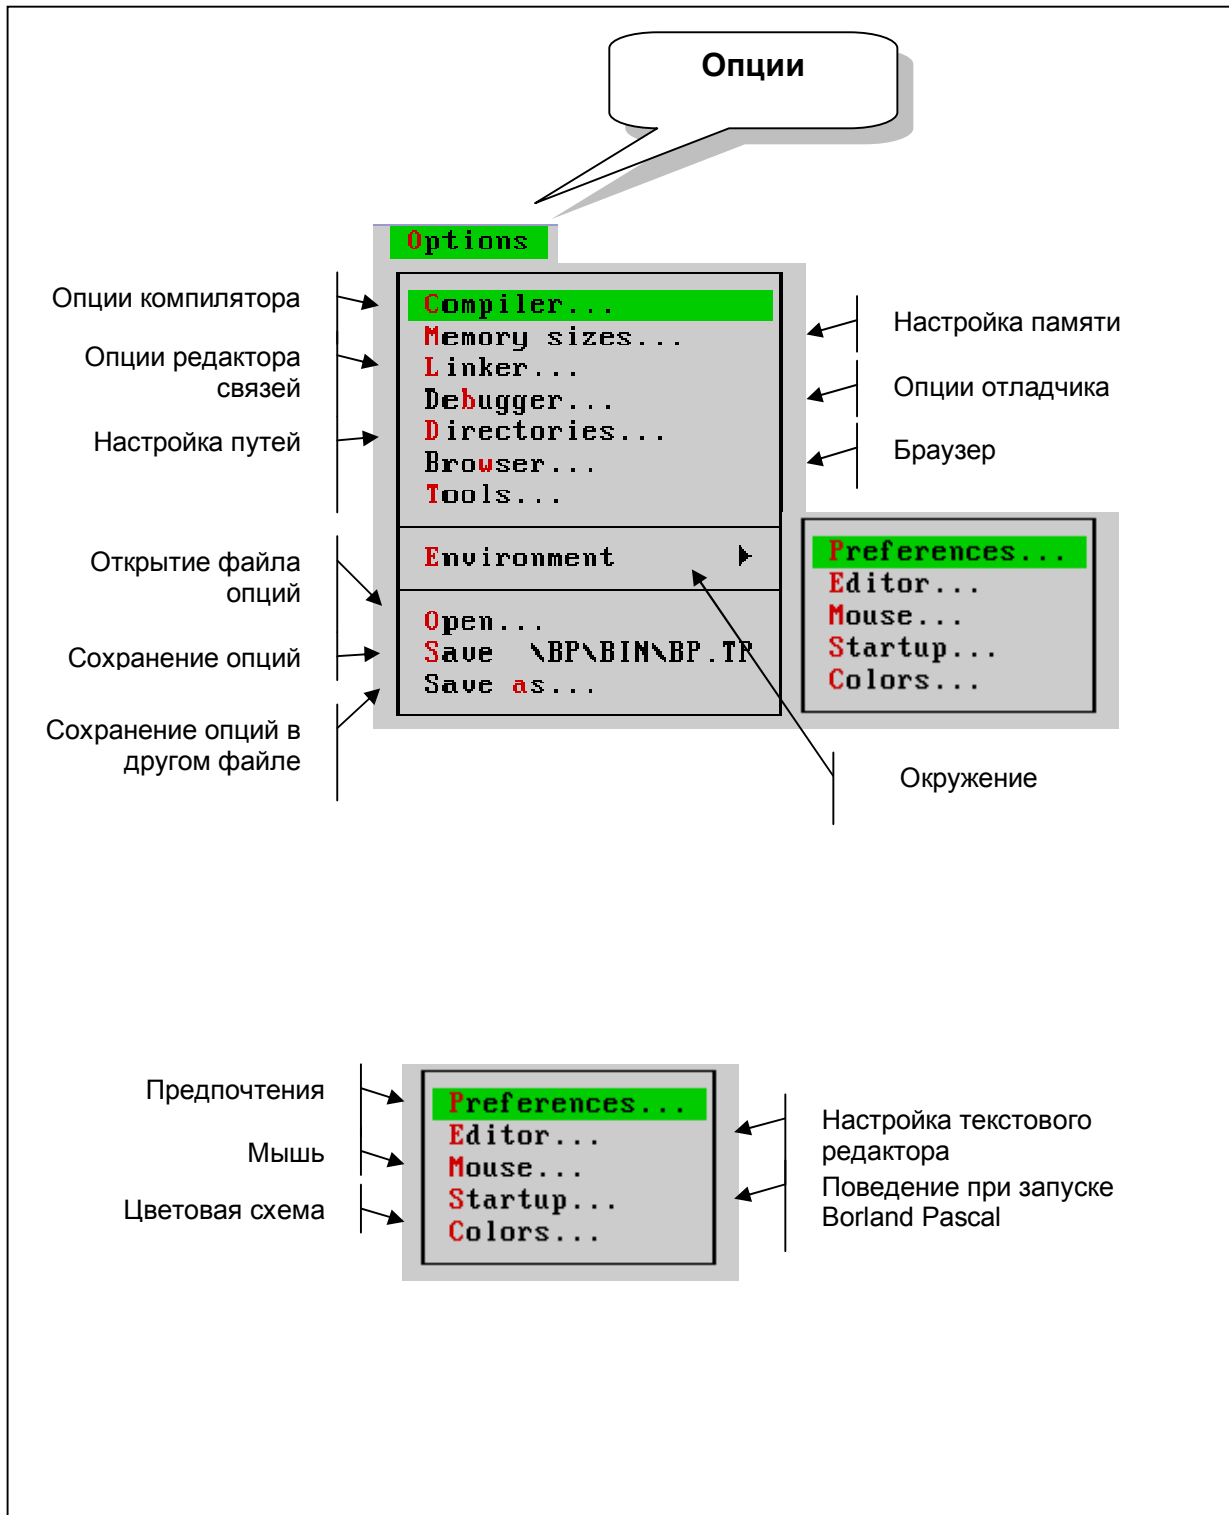 Опции
Options
Опции компилятора
Опции редактора
связей
Настройка путей
Открытие файла
опций
Сохранение опций
Сохранение опций в
другом файле
Compiler...
Memory sizes...
Linker...
Debugger...
Directories...
Browser...
Tools...
Environment
Open...
Save \BP\BIN\BP.TP
Save as...
Настройка памяти
Опции отладчика
Браузер
Preferences...
Editor...
Mouse...
Startup...
Colors...
Окружение
Предпочтения
Мышь
Цветовая схема
Preferences...
Editor...
Mouse...
Startup...
Colors...
Настройка текстового
редактора
Поведение при запуске
Borland Pascal